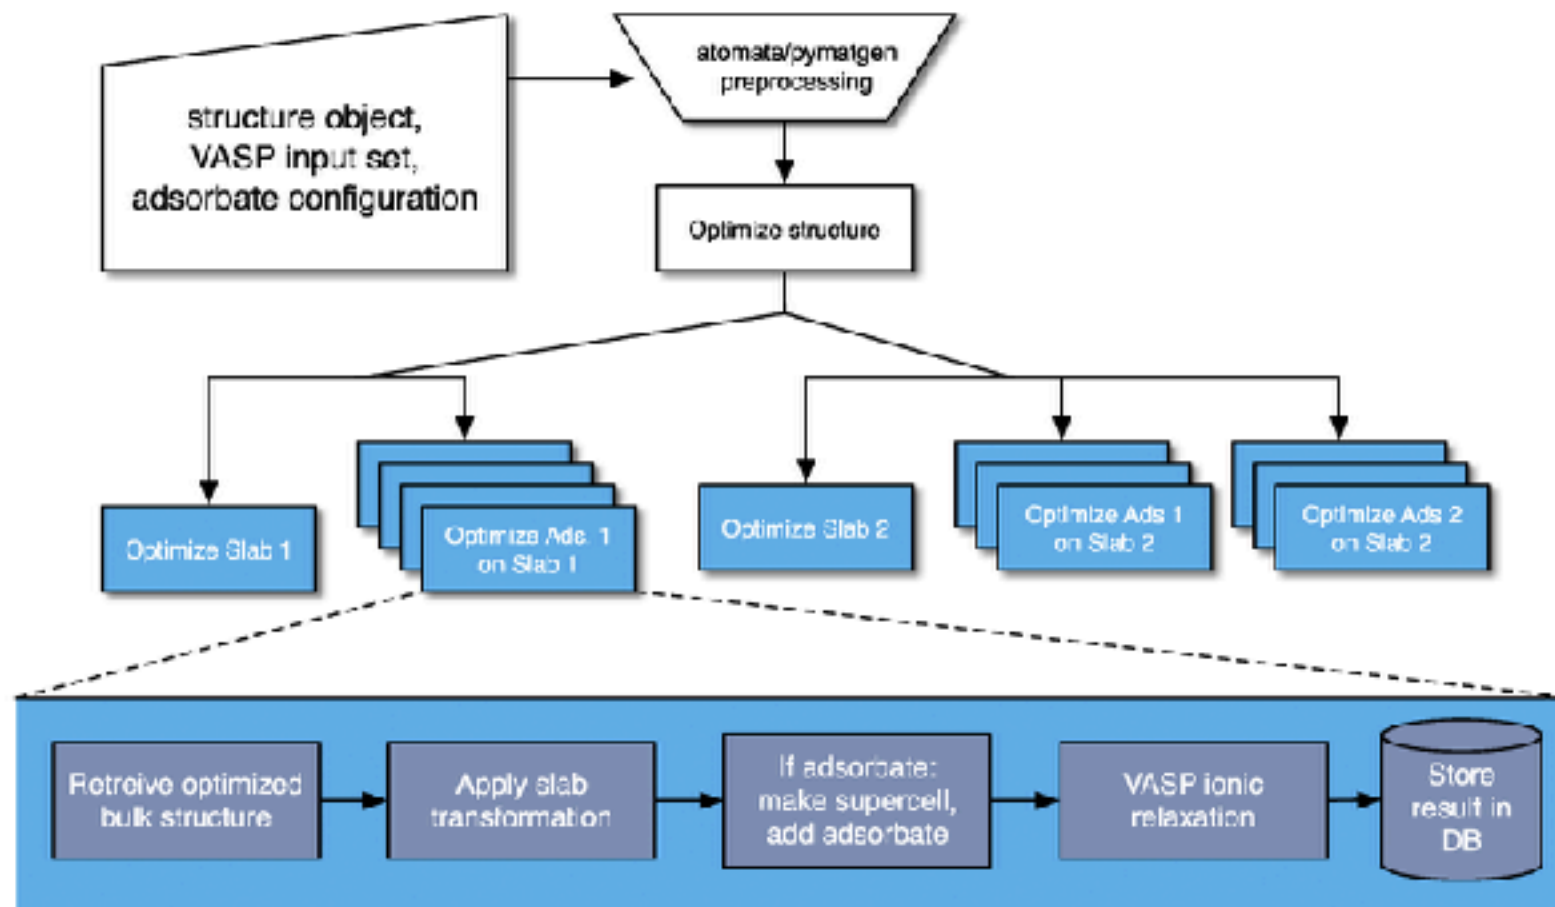 structure object,
VASP input set,
adsorbate configuration
atomata/pymatgen
preprocessing
Optimize structure
Optimize Slab 1
Optimize Ads. 1
on Slab 1
Optimize Slab 2
Optimize Ads 1
on Slab 2
Optimize Ads 2
on Slab 2
Retreive optimized
bulk structure
Apply slab
transformation
If adsorbate:
make supercell,
add adsorbate
VASP ionic
relaxation
Store
result in
DB